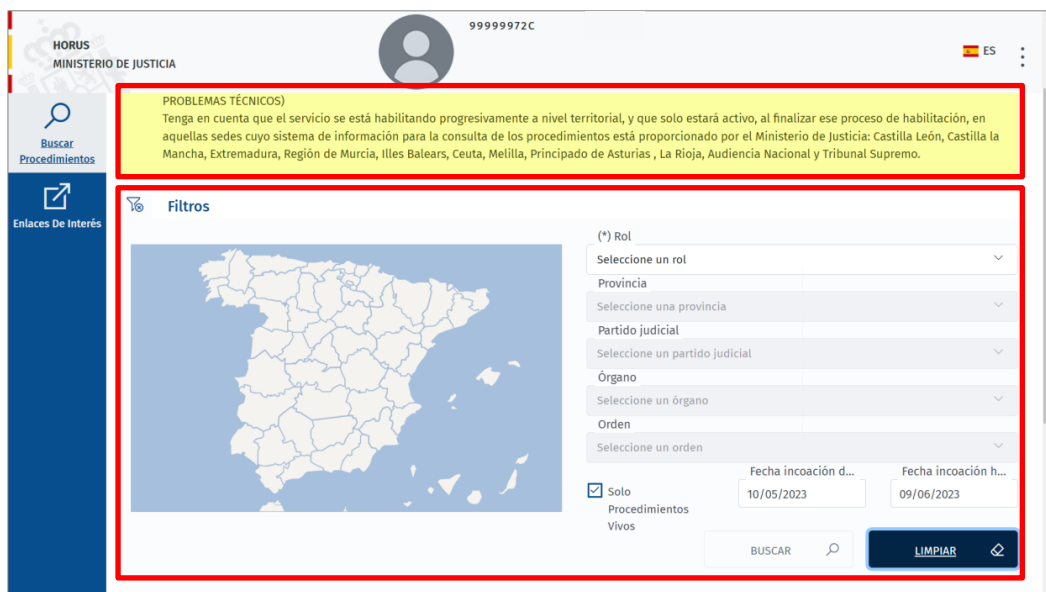 99999972C
HORUS
MINISTERIO DE JUSTICIA
ES
Buscar
Procedimientos
Enlaces De Interés
PROBLEMAS TÉCNICOS)
Tenga en cuenta que el servicio se está habilitando progresivamente a nivel territorial, y que solo estará activo, al finalizar ese proceso de habilitación, en
aquellas sedes cuyo sistema de información para la consulta de los procedimientos está proporcionado por el Ministerio de Justicia: Castilla León, Castilla la
Mancha, Extremadura, Región de Murcia, Illes Balears, Ceuta, Melilla, Principado de Asturias , La Rioja, Audiencia Nacional y Tribunal Supremo.
Filtros
(*) Rol
Seleccione un rol
Provincia
Seleccione una provincia
Partido judicial
Seleccione un partido judicial
Órgano
Seleccione un órgano
Orden
Seleccione un orden
Fecha incoación d... Fecha incoación h...
10/05/2023 09/06/2023
Solo
Procedimientos
Vivos
BUSCAR LIMPIAR